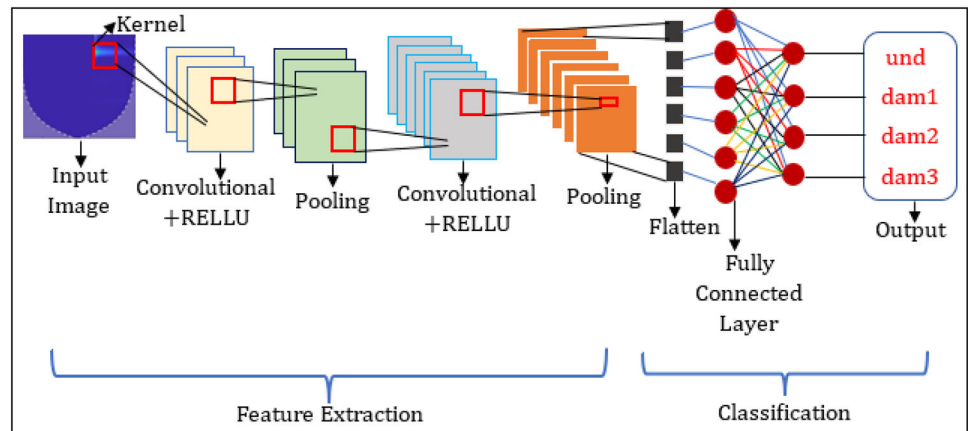 Kernel
Input
Image
Convolutional
+RELLU
Pooling
Convolutional
+RELLU
Pooling
Flatten
Fully
Connected
Layer
und
dam1
dam2
dam3
Output
Feature Extraction
Classification